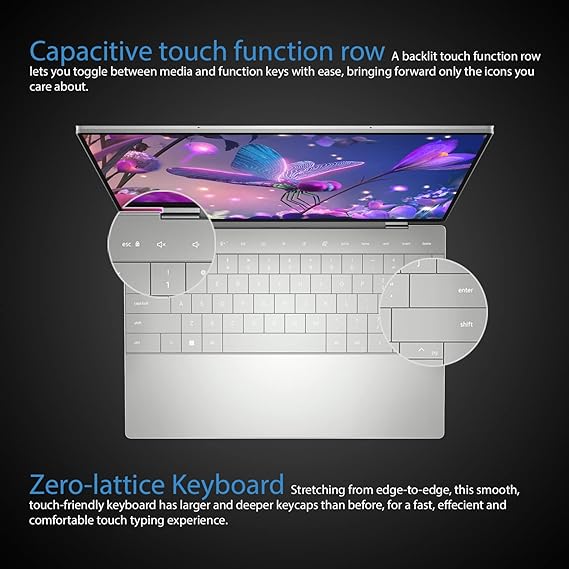 Capacitive touch function row A backlit touch function row
lets you toggle between media and function keys with ease, bringing forward only the icons you
care about.
esc
1
enter
shift
Zero-lattice Keyboard Stretching from edge-to-edge, this smooth,
touch-friendly keyboard has larger and deeper keycaps than before, for a fast, effecient and
comfortable touch typing experience.